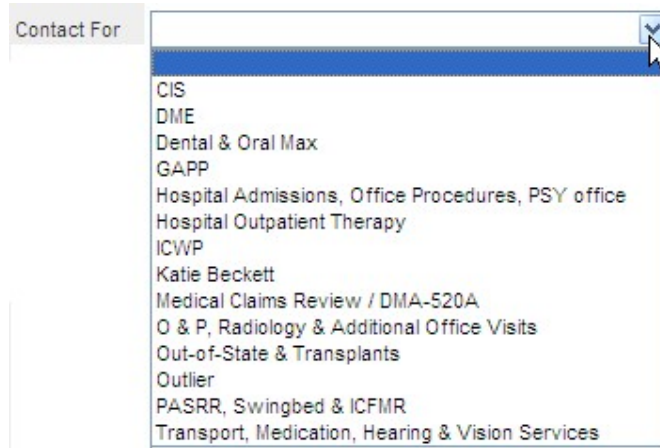 Contact For
CIS
DME
Dental & Oral Max
GAPP
Hospital Admissions, Office Procedures, PSY office
Hospital Outpatient Therapy
ICWP
Katie Beckett
Medical Claims Review / DMA-520A
O & P, Radiology & Additional Office Visits
Out-of-State & Transplants
Outlier
PASRR, Swingbed & ICFMR
Transport, Medication, Hearing & Vision Services